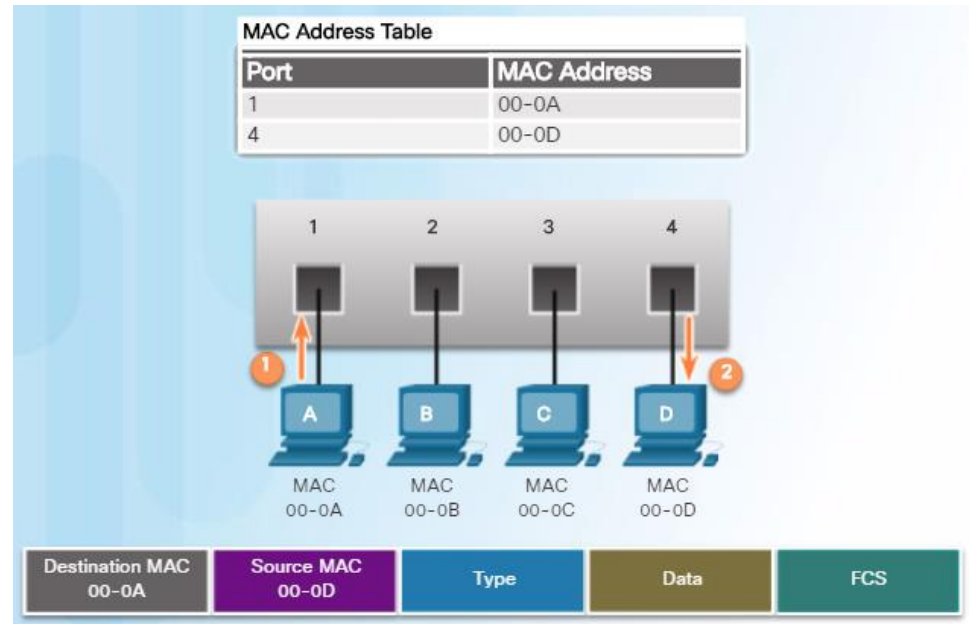 MAC Address Table
Port MAC Address
1 00-0A
4 00-0D
1 2 3 4
1
2
A B C D
MAC MAC MAC MAC
00-0A 00-0B 00-0C 00-0D
Destination MAC Source MAC Type Data FCS
00-0A 00-0D